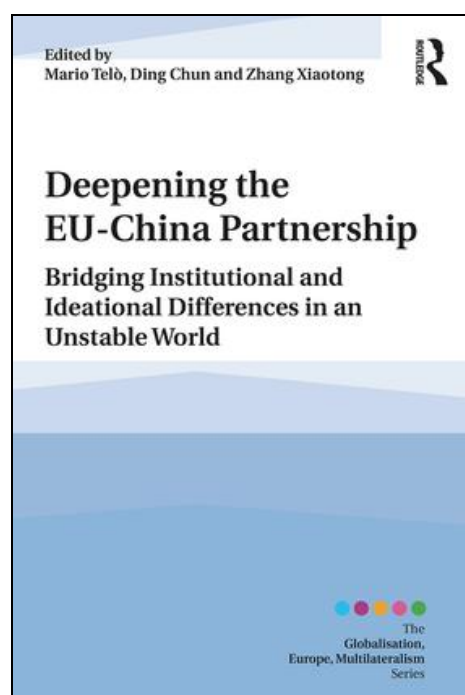 Edited by
Mario Telò, Ding Chun and Zhang Xiaotong
ROUTLEDGE
Deepening the
EU-China Partnership
Bridging Institutional and
Ideational Differences in an
Unstable World
The
Globalisation,
Europe, Multilateralism
Series